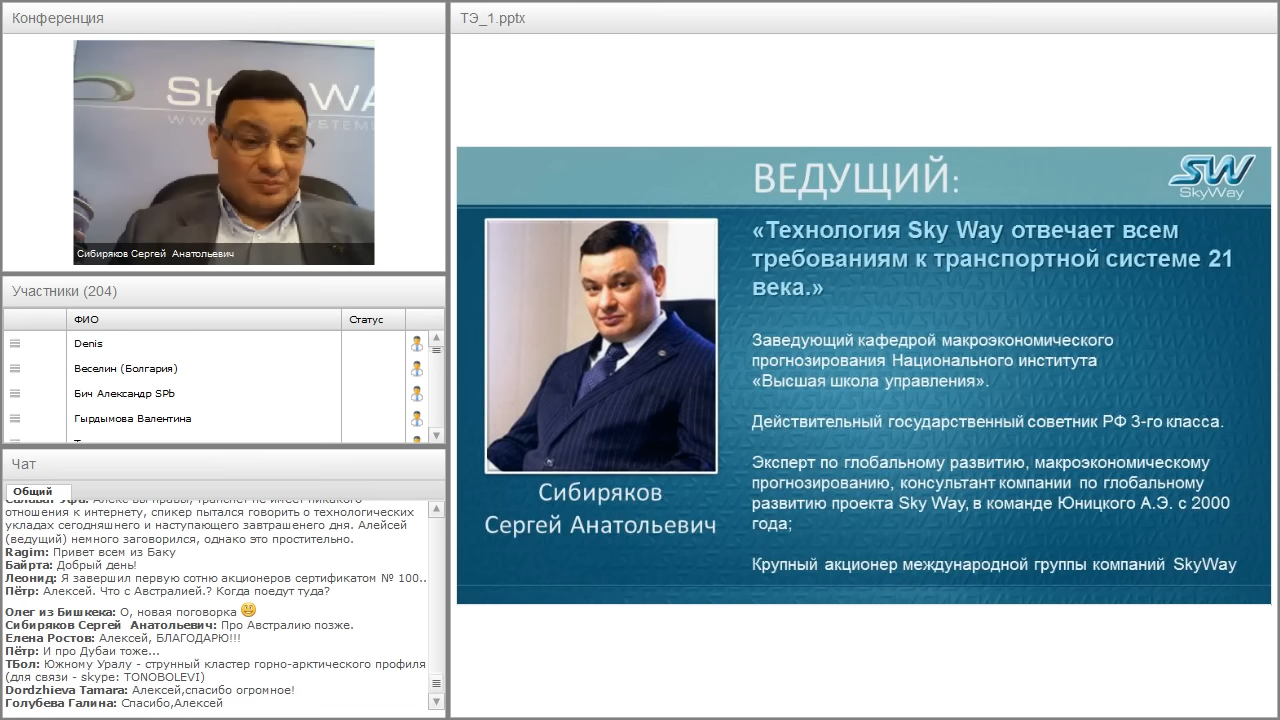 Конференция
SKYWA
WWW. SYSTEM
Сибиряков Сергей Анатольевич
Участники (204)
ФИО
Статус
Denis
Веселин (Болгария)
Бич Александр SPb
Гырдымова Валентина
Чат
Общий
отношения к интернету, спикер пытался говорить о технологических
укладах сегодняшнего и наступающего завтрашенего дня. Алейсей
(ведущий) немного заговорился, однако это простительно.
Ragim: Привет всем из Баку
Байрта: Добрый день!
Леонид: Я завершил первую сотню акционеров сертификатом № 100..
Пётр: Алексей. Что с Австралией.? Когда поедут туда?
Олег из Бишкека: О, новая поговорка
Сибиряков Сергей Анатольевич: Про Австралию позже.
Елена Ростов: Алексей, БЛАГОДАРЮ!!!
Пётр: И про Дубаи тоже...
ТБол: Южному Уралу - струнный кластер горно-арктического профиля
(для связи - skype: TONOBOLEVI)
Dordzhieva Tamara: Алексей,спасибо огромное!
Голубева Галина: Спасибо,Алексей
ТЭ_1.pptx
ВЕДУЩИЙ:
SW
SkyWay
«Технология Sky Way отвечает всем
требованиям к транспортной системе 21
века.»
Заведующий кафедрой макроэкономического
прогнозирования Национального института
«Высшая школа управления».
Действительный государственный советник РФ 3-го класса.
Эксперт по глобальному развитию, макроэкономическому
прогнозированию, консультант компании по глобальному
развитию проекта Sky Way, в команде Юницкого А.Э. с 2000
года;
Крупный акционер международной группы компаний SkyWay
Сибиряков
Сергей Анатольевич